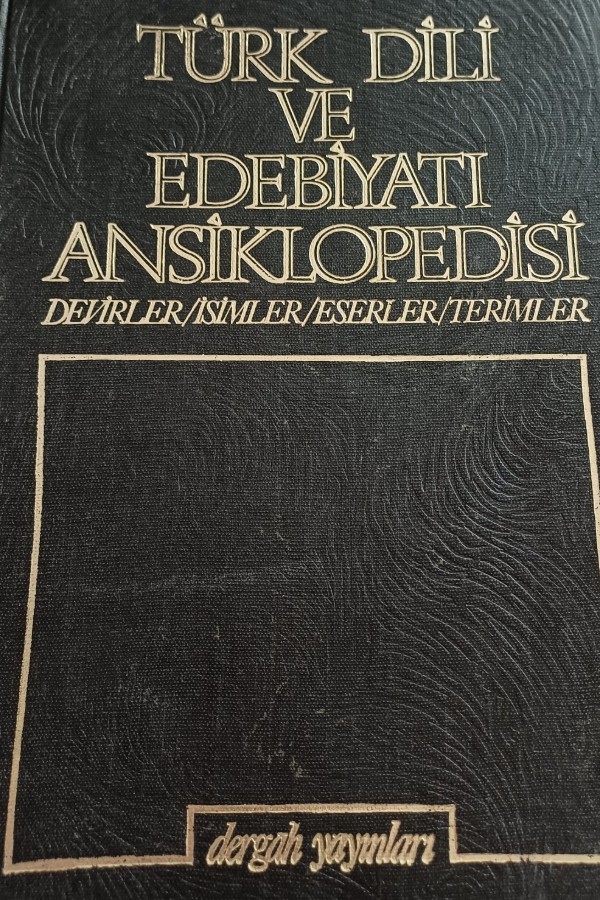 TÜRK DİLİ
VE
EDEBİYATI
ANSİKLOPEDİSİ
DEVİRLER/İSİMLER/ESERLER/TERİMLER
dergah yayınları